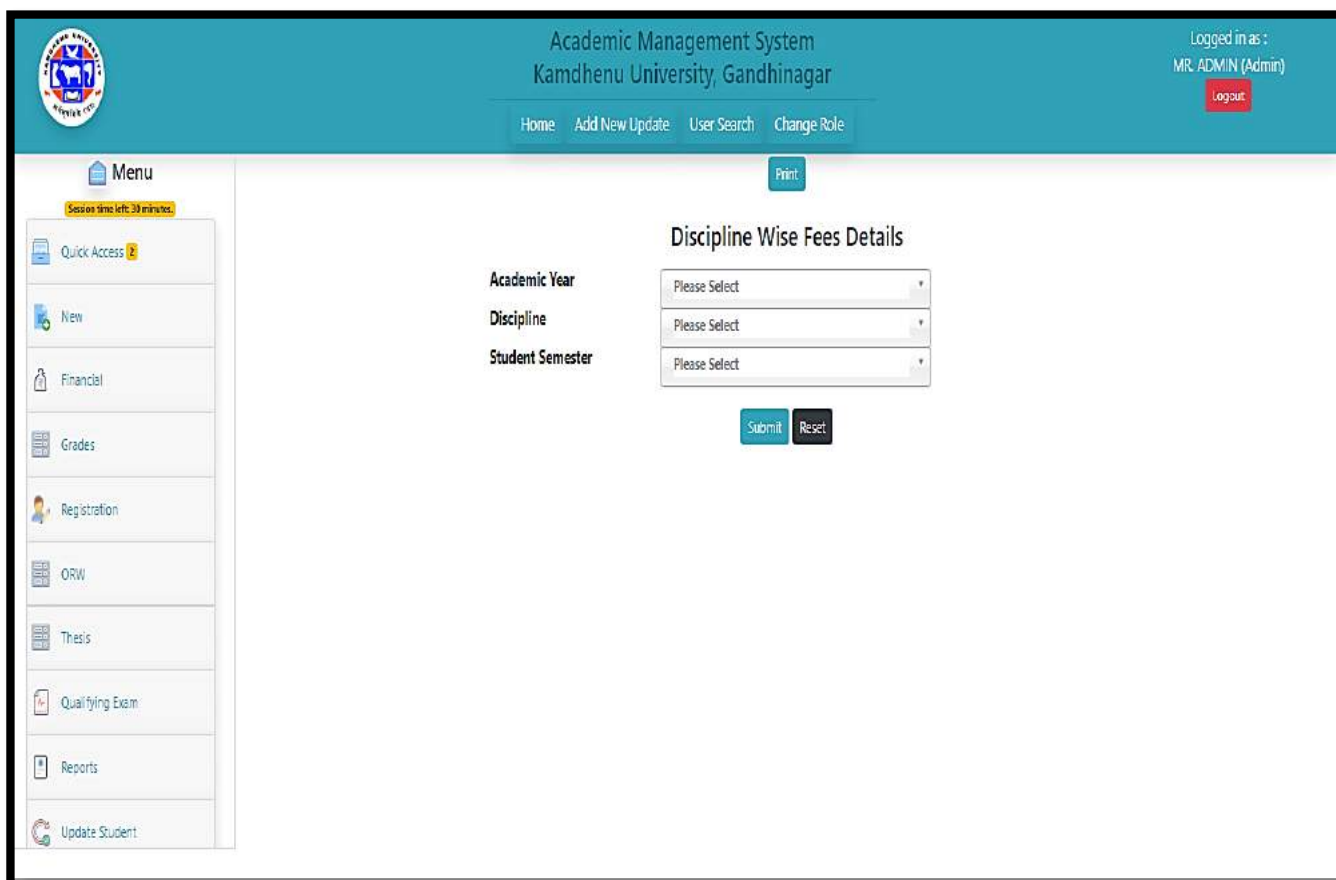 KAMDHENU UNIVERSITY
Academic Management System
Kamdhenu University, Gandhinagar
Home Add New Update User Search Change Role
Logged in as :
MR. ADMIN (Admin)
Logout
Menu
Session time left: 30 minutes.
Quick Access 2
New
Financial
Grades
Registration
ORW
Thesis
Qualifying Exam
Reports
Update Student
Print
Discipline Wise Fees Details
Academic Year Please Select
Discipline Please Select
Student Semester Please Select
Submit Reset